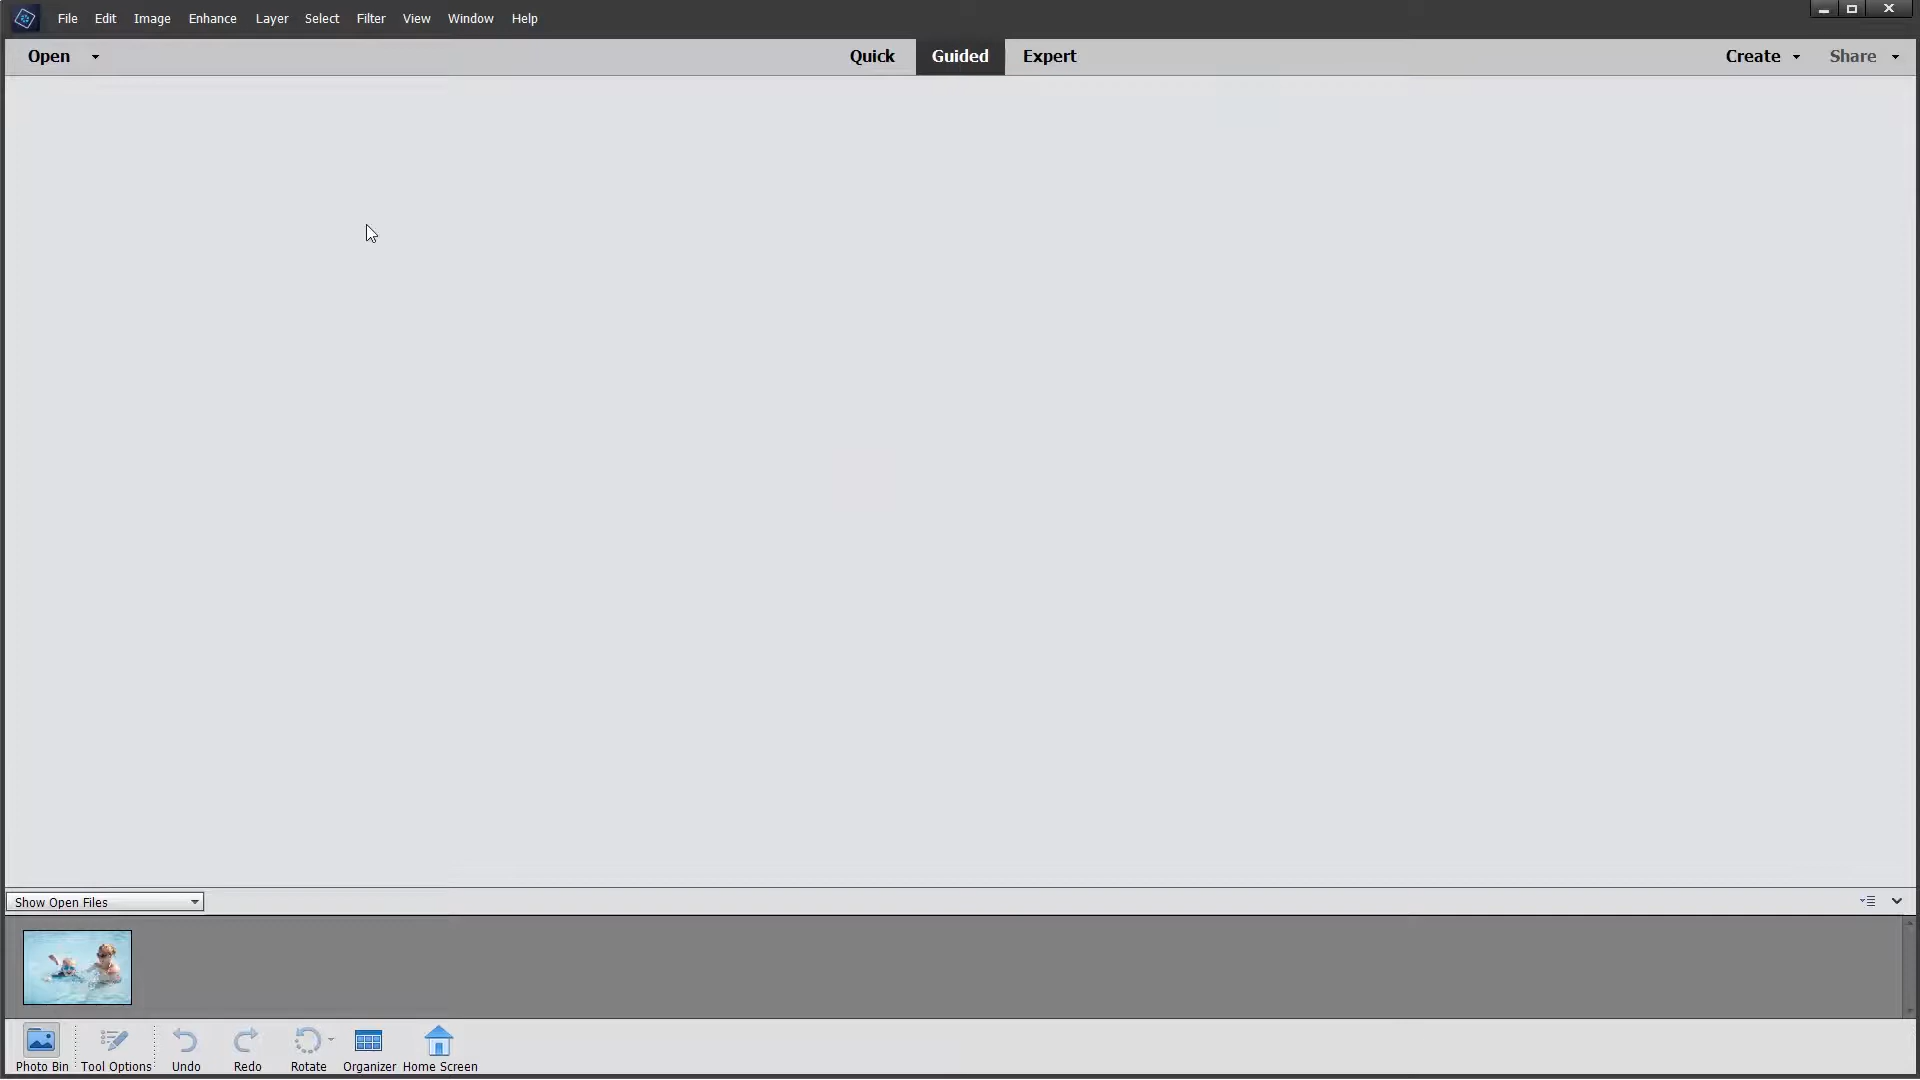 File Edit Image Enhance Layer Select Filter View Window Help
Open Quick Guided Expert Create Share
Show Open Files
Photo Bin Tool Options Undo Redo Rotate Organizer Home Screen